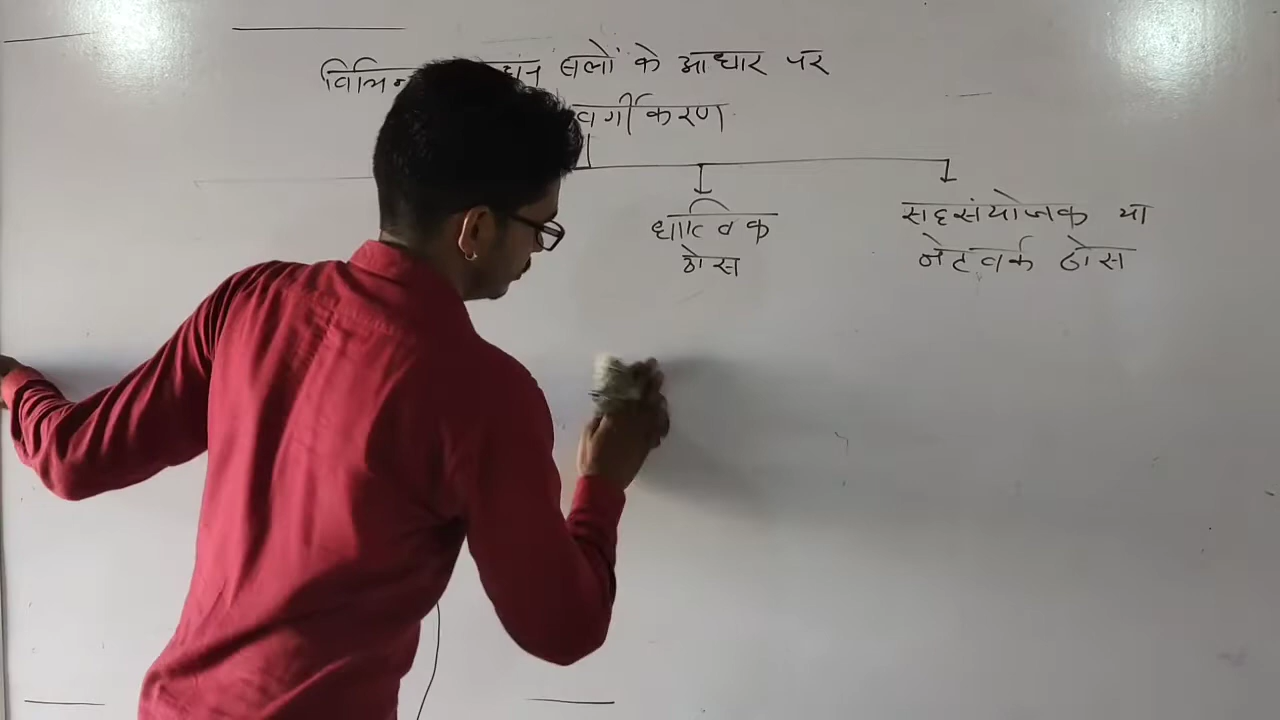 विभिन्न बलों के आधार पर
वर्गीकरण
धात्विक
ठोस
सहसंयोजक या
नेटवर्क ठोस